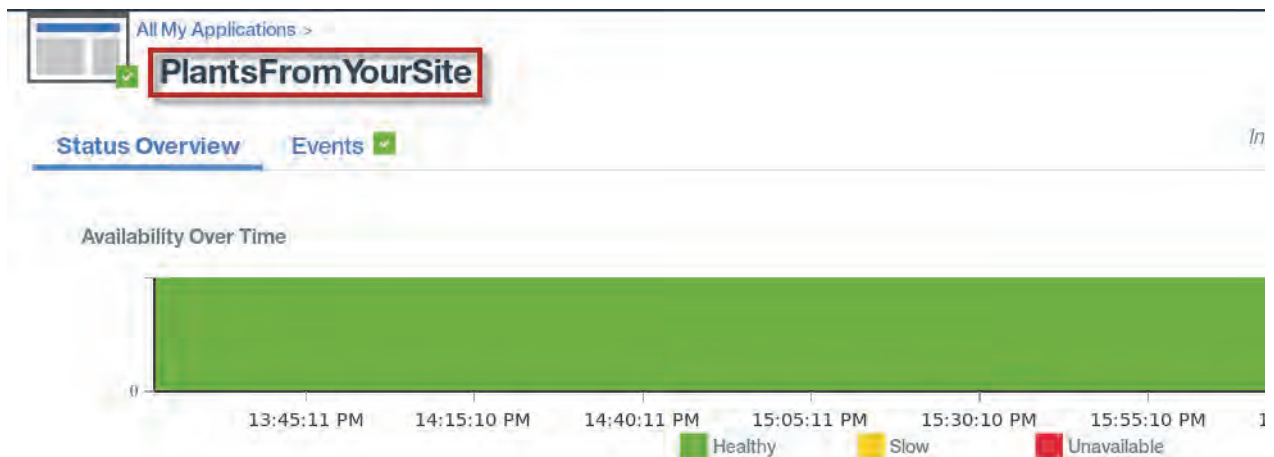 All My Applications >
PlantsFromYourSite
Status Overview Events
In
Availability Over Time
0
13:45:11 PM 14:15:10 PM 14:40:11 PM 15:05:11 PM 15:30:10 PM 15:55:10 PM 1
Healthy Slow Unavailable